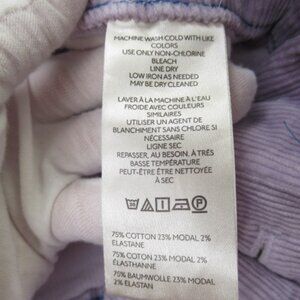 MACHINE WASH COLD WITH LIKE
COLORS
USE ONLY NON-CHLORINE
BLEACH
LINE DRY
LOW IRON AS NEEDED
MAY BE DRY CLEANED
LAVER À LA MACHINE À L'EAU
FROIDE AVEC COULEURS
SIMILAIRES
UTILISER UN AGENT DE
BLANCHIMENT SANS CHLORE SI
NÉCESSAIRE
LIGNE SEC
REPASSER, AU BESOIN, À TRÈS
BASSE TEMPÉRATURE
PEUT-ÊTRE NETTOYÉE
À SEC
75% COTTON 23% MODAL 2%
ELASTANE
75% COTON 23% MODAL 2%
ÉLASTHANNE
75% BAUMWOLLE 23% MODAL
2%